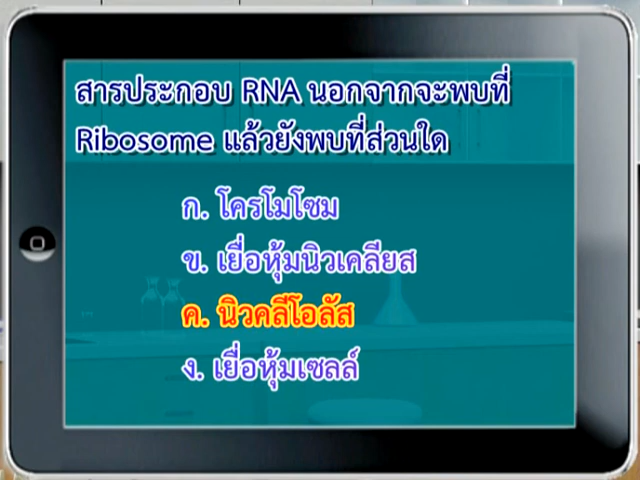 สารประกอบ RNA นอกจากจะพบที่
Ribosome แล้วยังพบที่ส่วนใด
ก. โครโมโซม
ข. เยื่อหุ้มนิวเคลียส
ค. นิวคลีโอลัส
ง. เยื่อหุ้มเซลล์